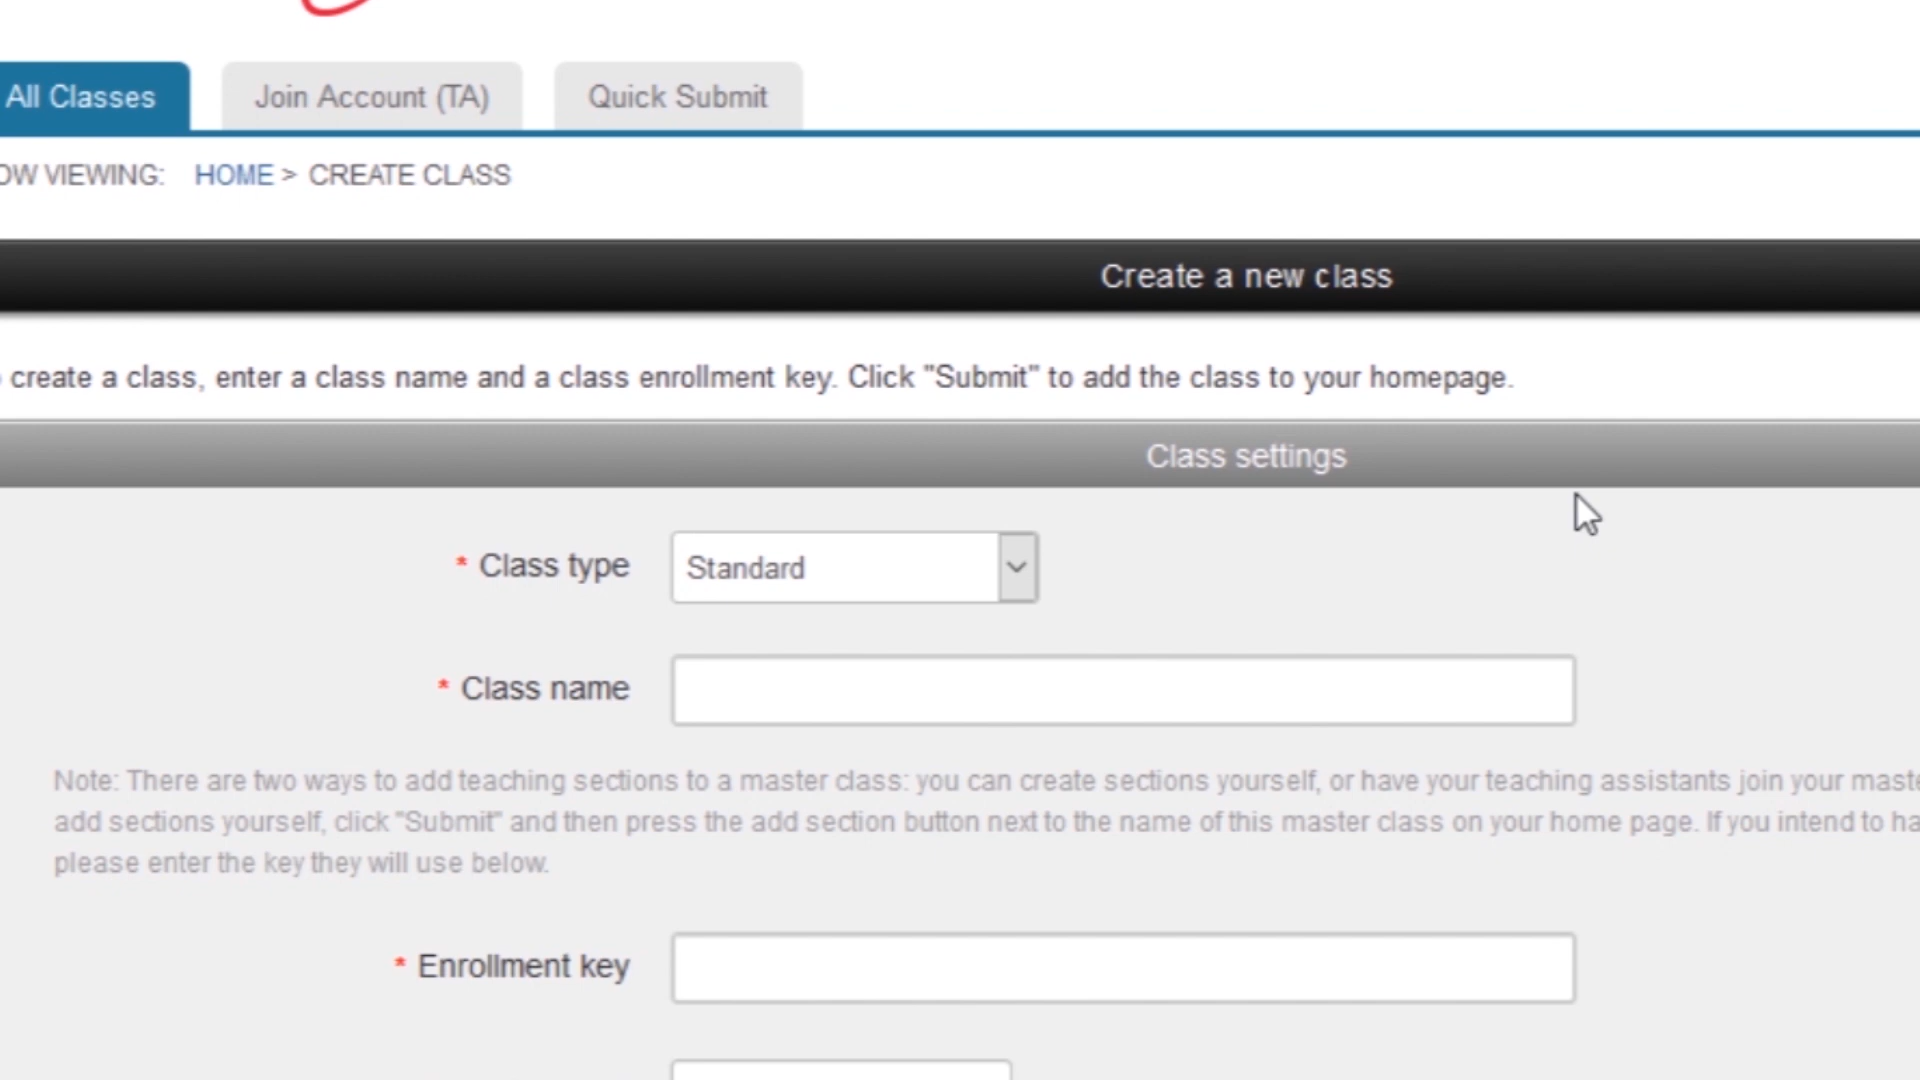 All Classes Join Account (TA) Quick Submit
VIEWING: HOME > CREATE CLASS
Create a new class
create a class, enter a class name and a class enrollment key. Click "Submit" to add the class to your homepage.
Class settings
* Class type Standard
* Class name
Note: There are two ways to add teaching sections to a master class: you can create sections yourself, or have your teaching assistants join your
add sections yourself, click "Submit" and then press the add section button next to the name of this master class on your home page. If you intend to
please enter the key they will use below.
* Enrollment key